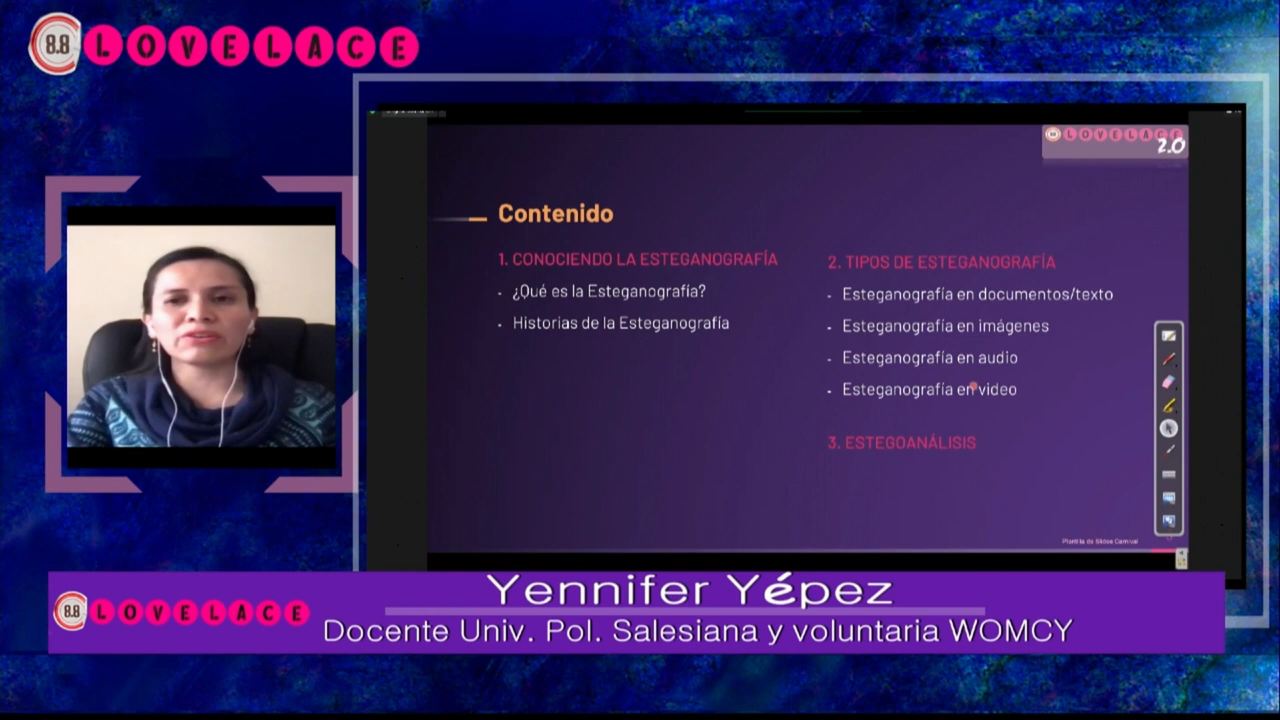 8.8 LOVELACE
LOVELACE
2.0
Contenido
1. CONOCIENDO LA ESTEGANOGRAFÍA
- ¿Qué es la Esteganografía?
- Historias de la Esteganografía
2. TIPOS DE ESTEGANOGRAFÍA
- Esteganografía en documentos/texto
- Esteganografía en imágenes
- Esteganografía en audio
- Esteganografía en video
3. ESTEGOANÁLISIS
Plantilla de Slides Carnival
8.8 LOVELACE
Yennifer Yépez
Docente Univ. Pol. Salesiana y voluntaria WOMCY